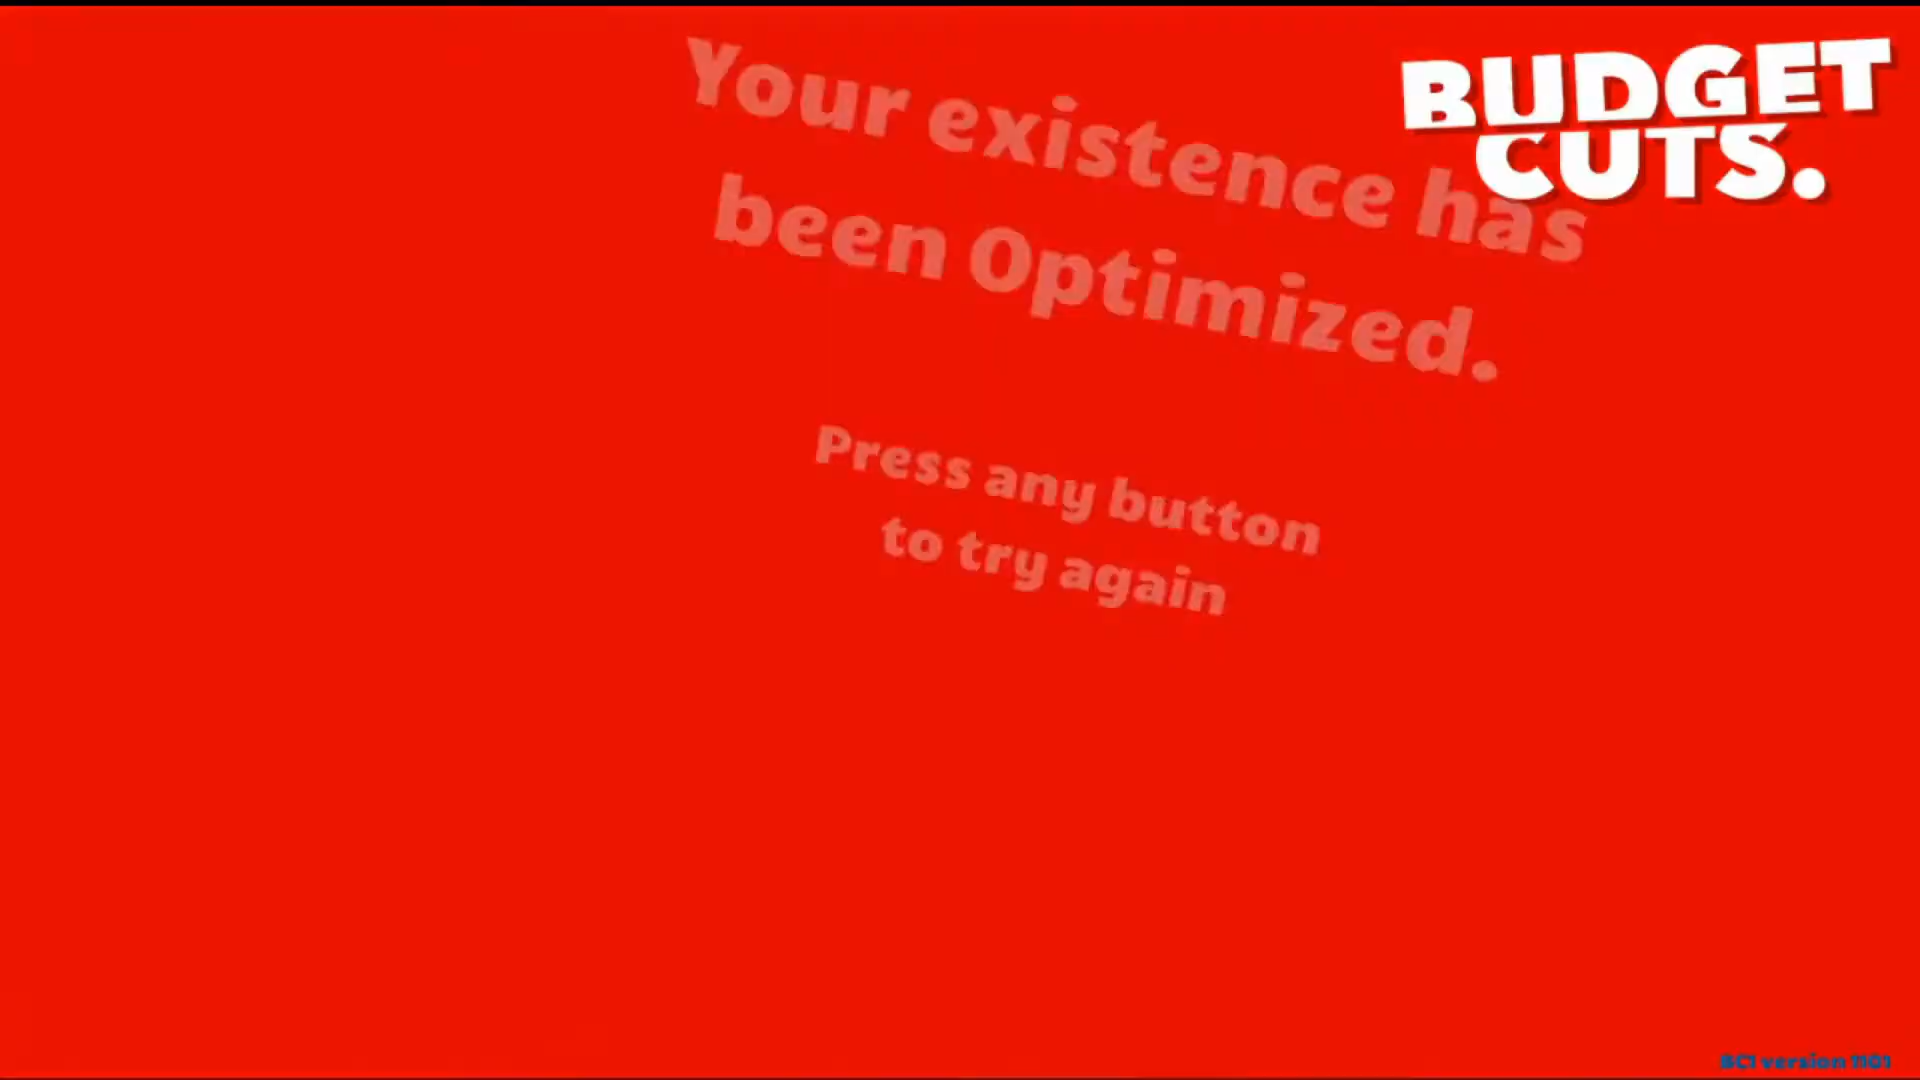 Your existence has
been Optimized.
Press any button
to try again
BUDGET
CUTS.
BC1 version 1101